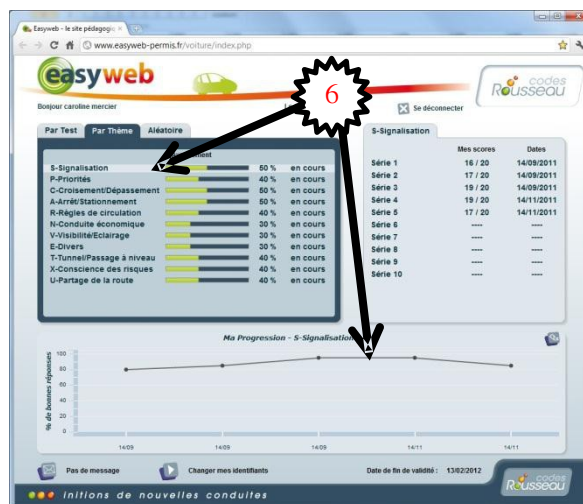 Easyweb - le site pédagogi
www.easyweb-permis.fr/voiture/index.php
easyweb
codes
Rousseau
6
Bonjour caroline mercier
Se déconnecter
Par Test Par Thème Aléatoire
S-Signalisation 50 % en cours
P-Priorités 40 % en cours
C-Croisement/Dépassement 50 % en cours
A-Arrêt/Stationnement 50 % en cours
R-Règles de circulation 40 % en cours
N-Conduite économique 30 % en cours
V-Visibilité/Eclairage 30 % en cours
E-Divers 30 % en cours
T-Tunnel/Passage à niveau 40 % en cours
X-Conscience des risques 40 % en cours
U-Partage de la route 40 % en cours
S-Signalisation
Mes scores Dates
Série 1 16 / 20 14/09/2011
Série 2 17 / 20 14/09/2011
Série 3 19 / 20 14/09/2011
Série 4 19 / 20 14/11/2011
Série 5 17 / 20 14/11/2011
Série 6 ---- ----
Série 7 ---- ----
Série 8 ---- ----
Série 9 ---- ----
Série 10 ---- ----
Ma Progression - S-Signalisation
% de bonnes réponses
100
80
60
40
20
0
14/09 14/09 14/09 14/11 14/11
Pas de message Changer mes identifiants Date de fin de validité : 13/02/2012
codes
Rousseau
initions de nouvelles conduites